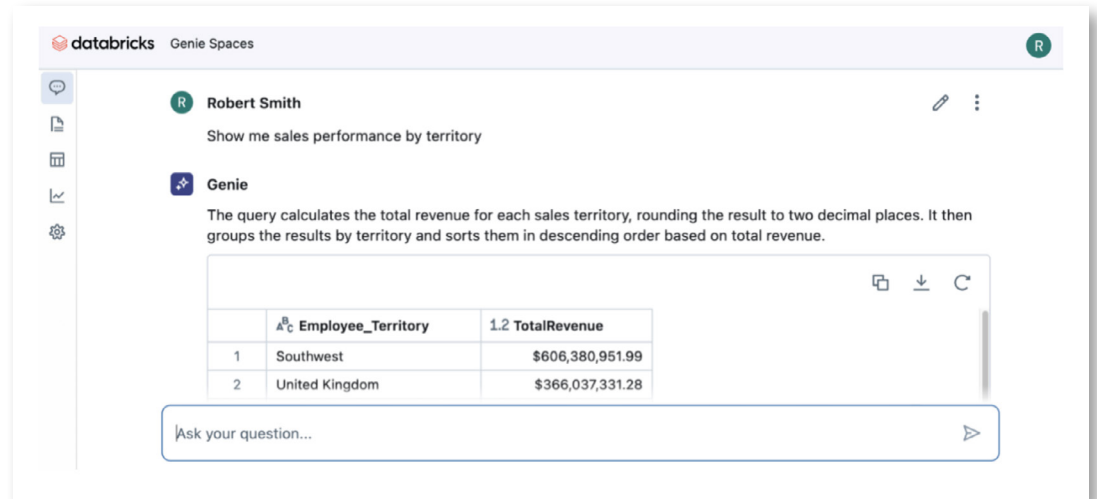 databricks Genie Spaces R
R Robert Smith
Show me sales performance by territory
Genie
The query calculates the total revenue for each sales territory, rounding the result to two decimal places. It then
groups the results by territory and sorts them in descending order based on total revenue.
ABC Employee_Territory 1.2 TotalRevenue
1 Southwest $606,380,951.99
2 United Kingdom $366,037,331.28
Ask your question...